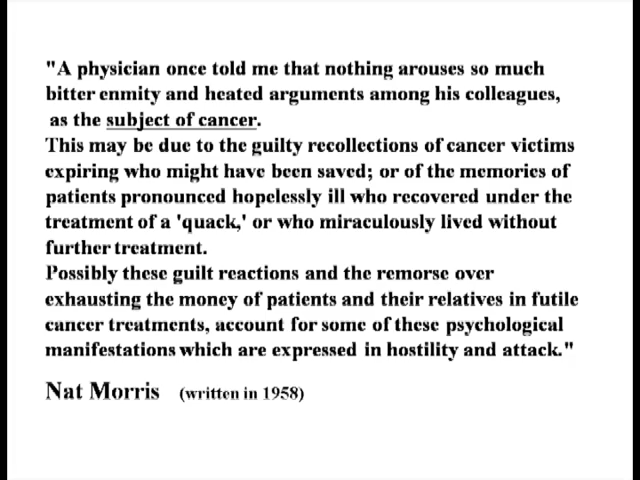 "A physician once told me that nothing arouses so much
bitter enmity and heated arguments among his colleagues,
as the subject of cancer.
This may be due to the guilty recollections of cancer victims
expiring who might have been saved; or of the memories of
patients pronounced hopelessly ill who recovered under the
treatment of a 'quack,' or who miraculously lived without
further treatment.
Possibly these guilt reactions and the remorse over
exhausting the money of patients and their relatives in futile
cancer treatments, account for some of these psychological
manifestations which are expressed in hostility and attack."
Nat Morris (written in 1958)